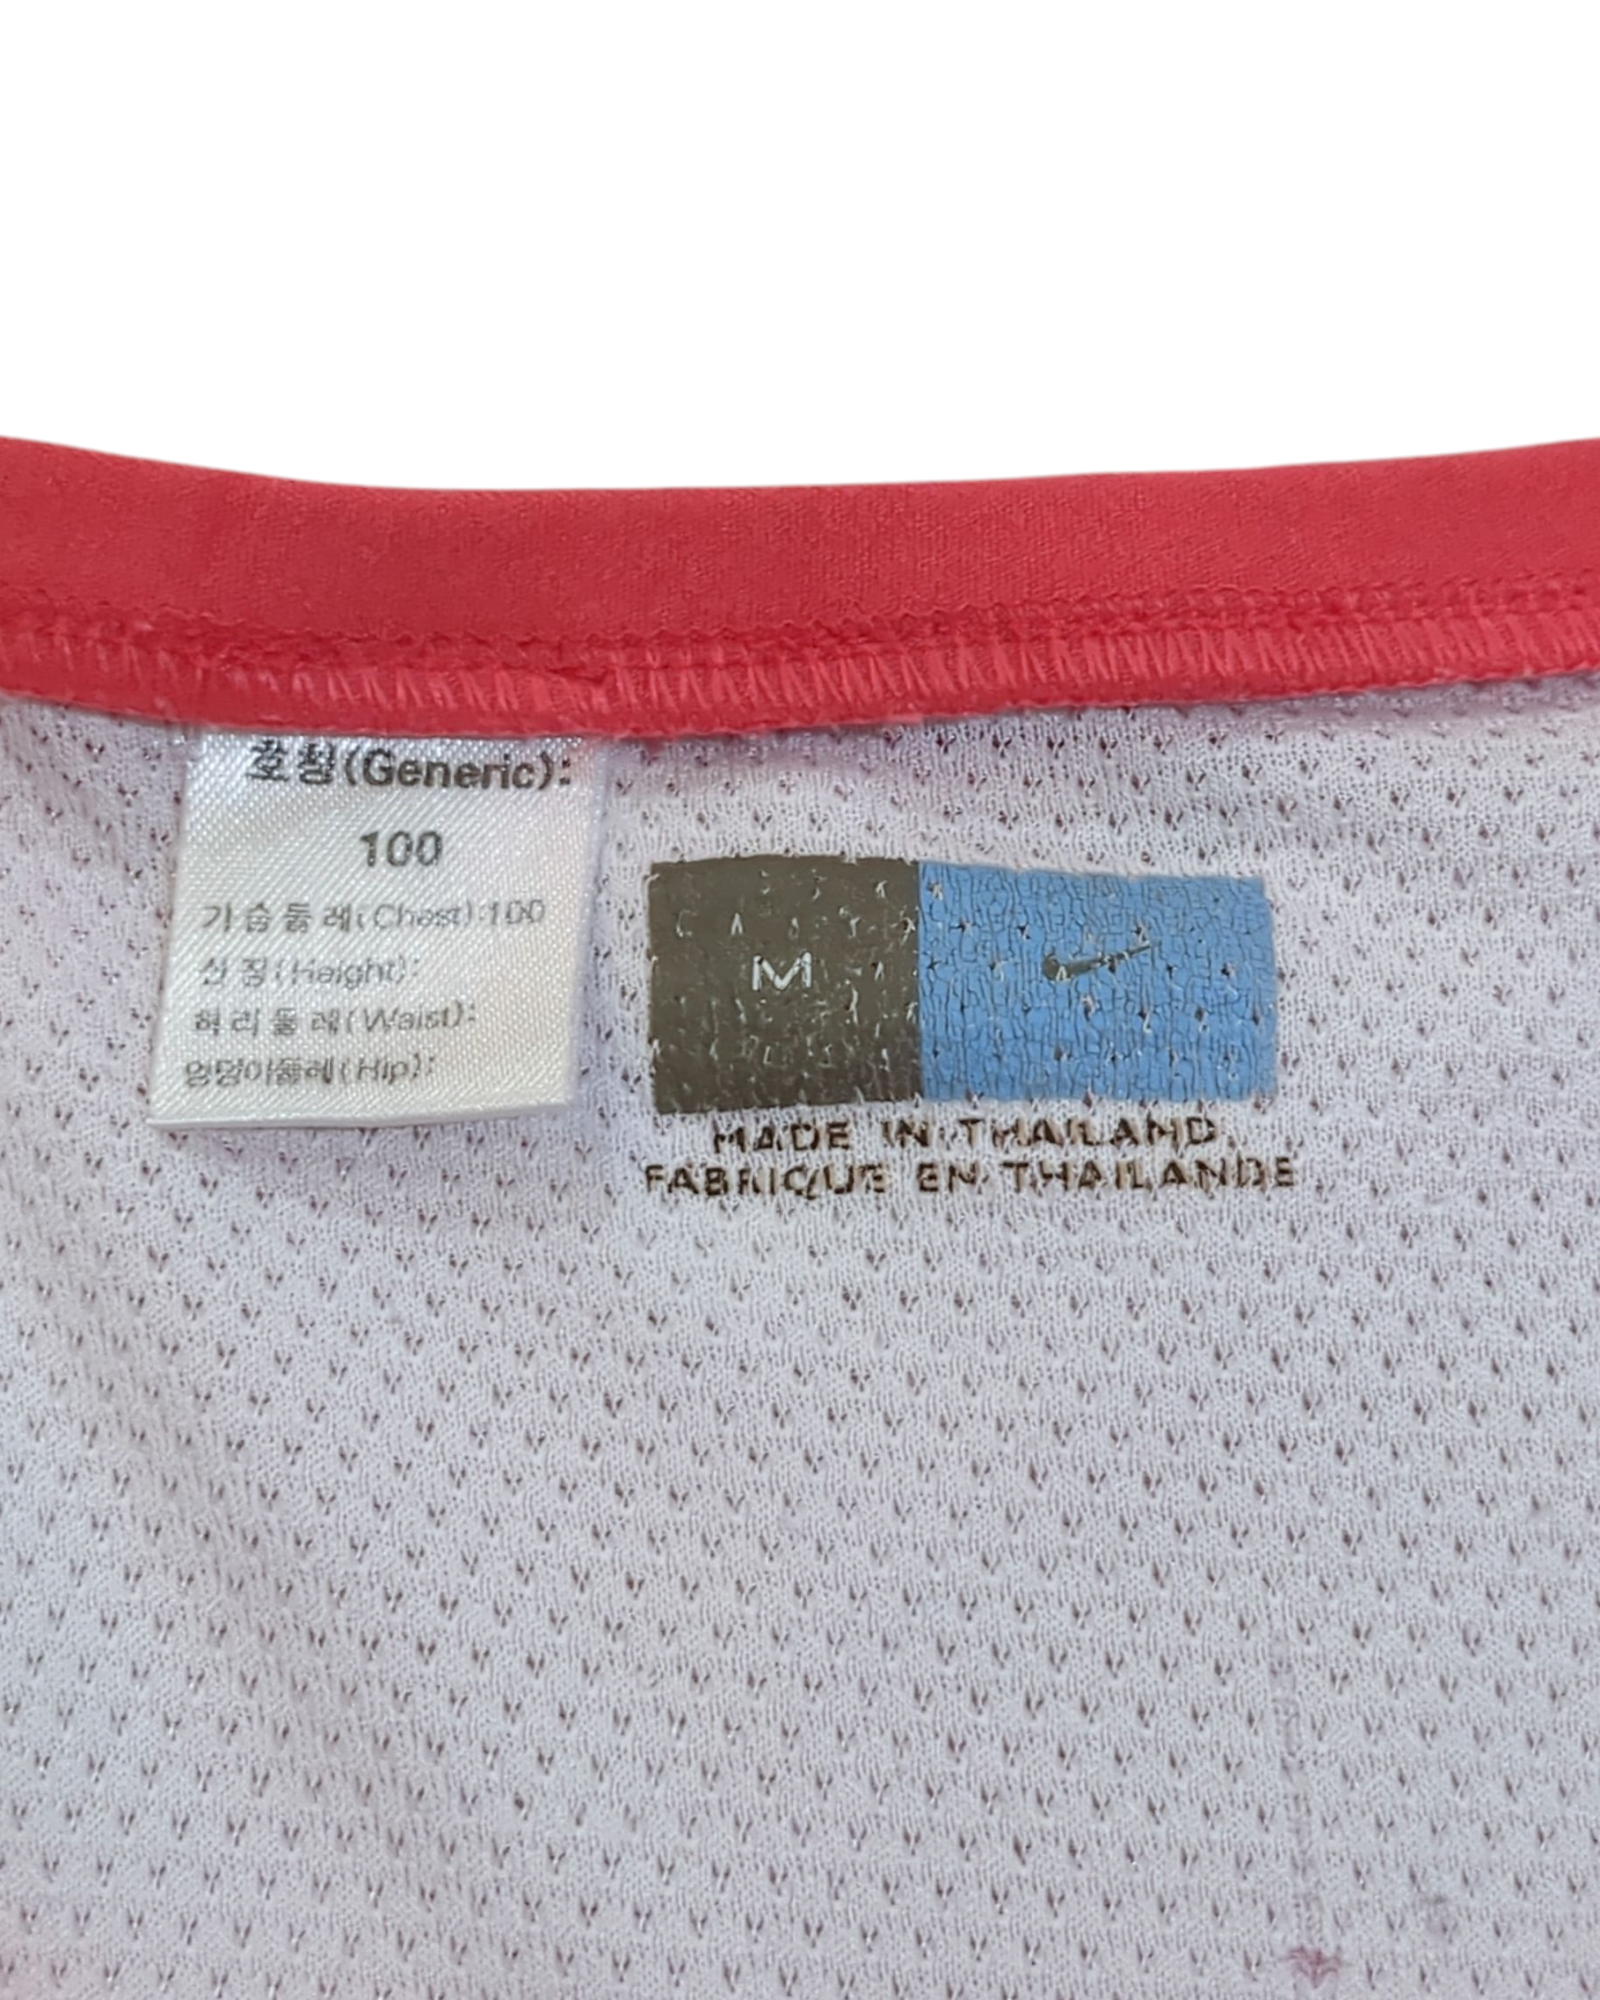 호칭(Generic):
100
가슴둘레(Chest):100
신장(Height):
허리둘레(Waist):
엉덩이둘레(Hip):
M
MADE IN THAILAND
FABRIQUE EN THAILANDE